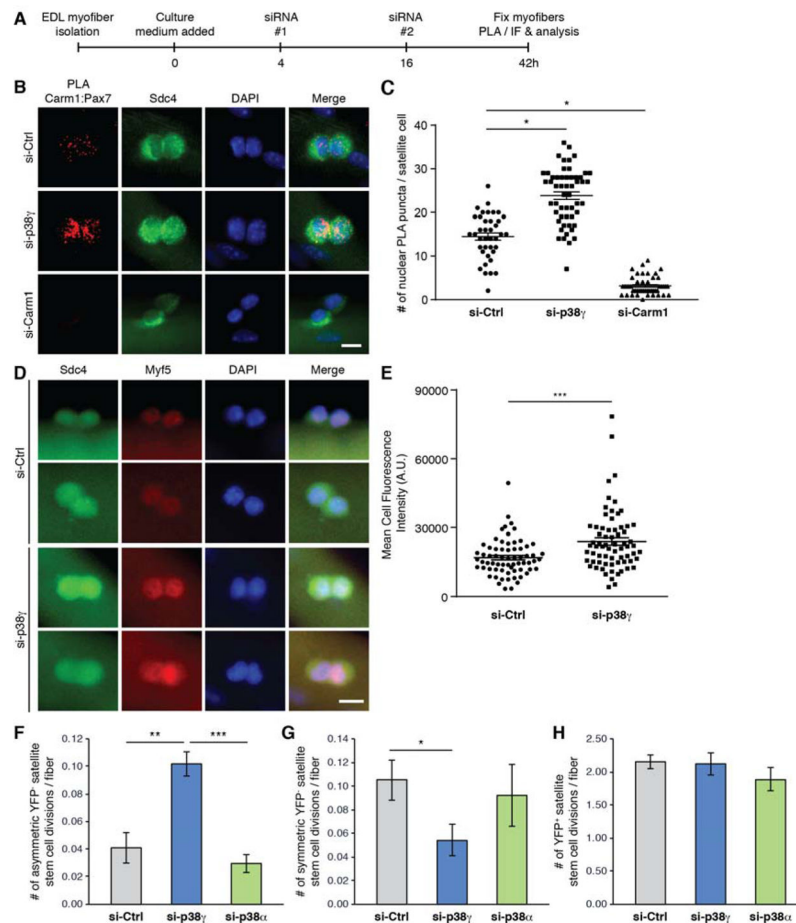 A
EDL myofiber
isolation
Culture
medium added
siRNA
#1
siRNA
#2
Fix myofibers
PLA / IF & analysis
0
4
16
42h
B
PLA
Carm1:Pax7
Sdc4
DAPI
Merge
si-Ctrl
si-p38γ
si-Carm1
C
# of nuclear PLA puncta / satellite cell
40
30
20
10
0
*
*
si-Ctrl
si-p38γ
si-Carm1
D
Sdc4
Myf5
DAPI
Merge
si-Ctrl
si-p38γ
E
Mean Cell Fluorescence
Intensity (A.U.)
90000
60000
30000
0
***
si-Ctrl
si-p38γ
F
# of asymmetric YFP⁻ satellite
stem cell divisions / fiber
0.12
0.10
0.08
0.06
0.04
0.02
0.00
**
***
si-Ctrl
si-p38γ
si-p38α
G
# of symmetric YFP⁻ satellite
stem cell divisions / fiber
0.14
0.12
0.10
0.08
0.06
0.04
0.02
0.00
*
si-Ctrl
si-p38γ
si-p38α
H
# of YFP⁺ satellite
stem cell divisions / fiber
2.50
2.00
1.50
1.00
0.50
0.00
si-Ctrl
si-p38γ
si-p38α